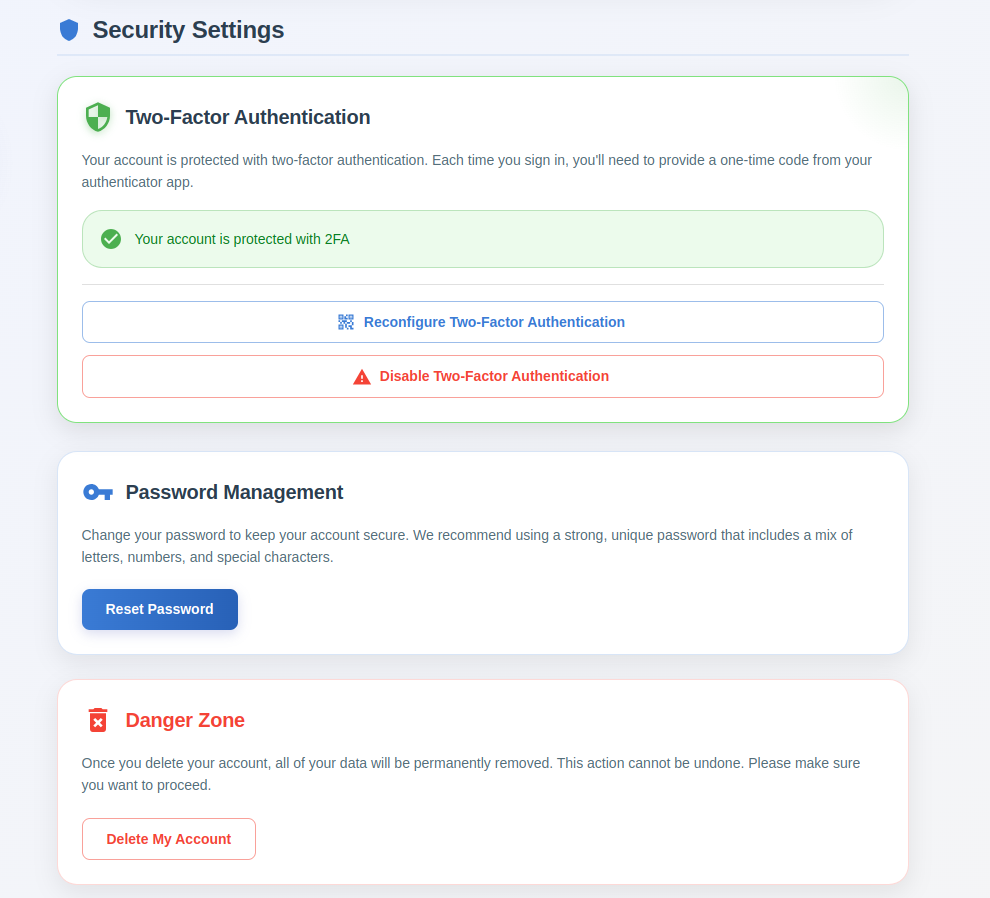 Security Settings
Two-Factor Authentication
Your account is protected with two-factor authentication. Each time you sign in, you'll need to provide a one-time code from your
authenticator app.
Your account is protected with 2FA
Reconfigure Two-Factor Authentication
Disable Two-Factor Authentication
Password Management
Change your password to keep your account secure. We recommend using a strong, unique password that includes a mix of
letters, numbers, and special characters.
Reset Password
Danger Zone
Once you delete your account, all of your data will be permanently removed. This action cannot be undone. Please make sure
you want to proceed.
Delete My Account